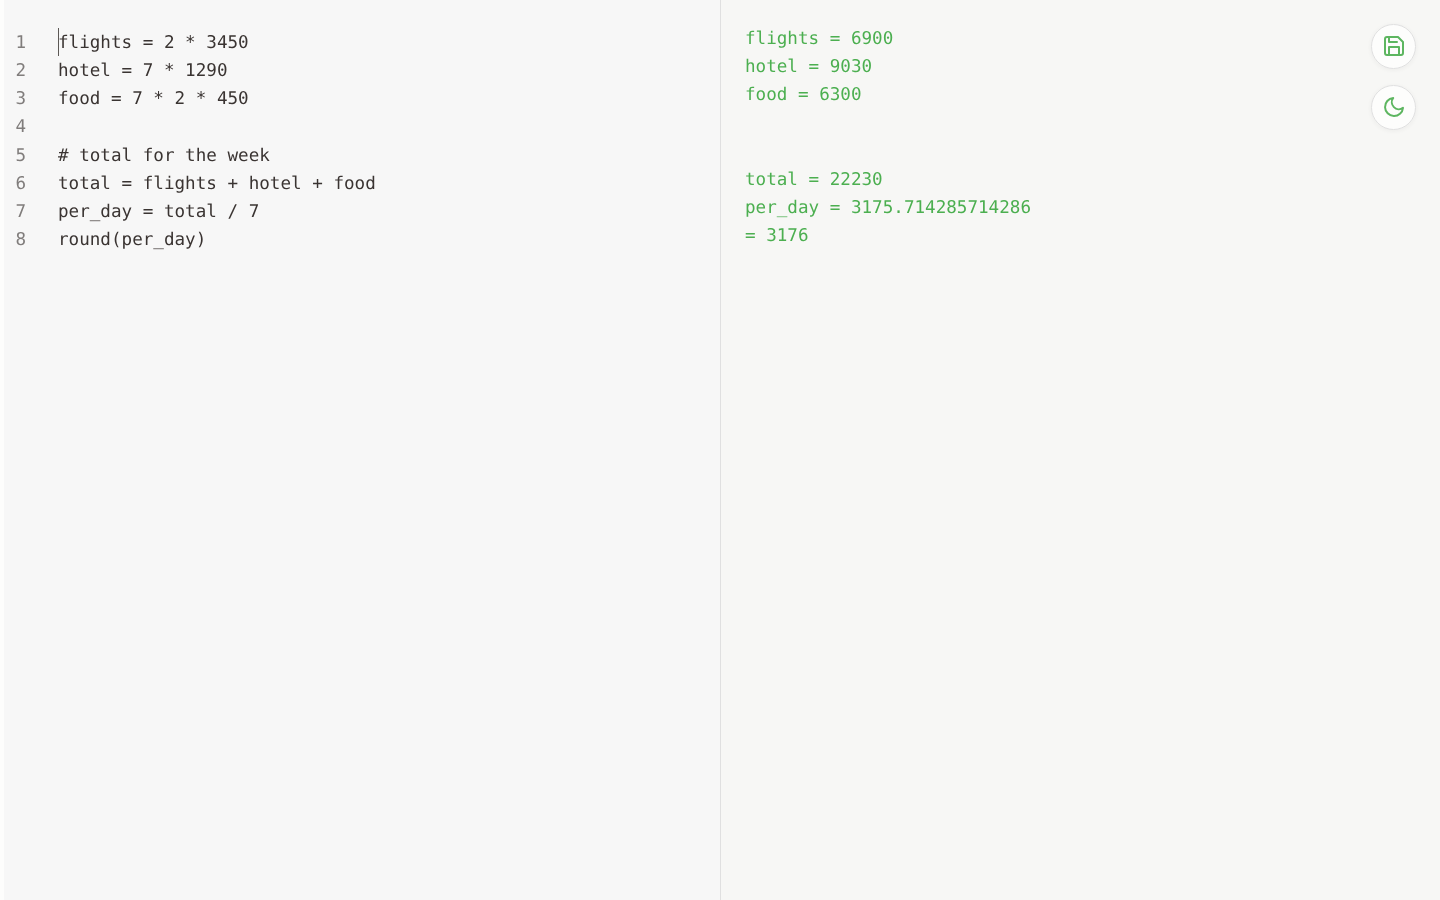 1 flights = 2 * 3450
2 hotel = 7 * 1290
3 food = 7 * 2 * 450
4
5 # total for the week
6 total = flights + hotel + food
7 per_day = total / 7
8 round(per_day)
flights = 6900
hotel = 9030
food = 6300
total = 22230
per_day = 3175.714285714286
= 3176